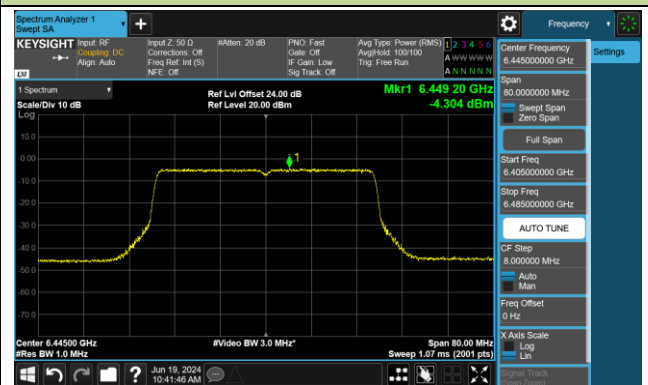 Spectrum Analyzer 1
Swept SA
Frequency
KEYSIGHT
Input: RF
Coupling: DC
Align: Auto
Input Z: 50 Ω
Corrections: Off
Freq Ref: Int (S)
NFE: Off
#Atten: 20 dB
PNO: Fast
Gate: Off
IF Gain: Low
Sig Track: Off
Avg Type: Power (RMS)
Avg|Hold: 100/100
Trig: Free Run
1 2 3 4 5 6
A W W W W W
A N N N N N
LXI
Center Frequency
6.445000000 GHz
Settings
Span
80.0000000 MHz
Swept Span
Zero Span
Full Span
Start Freq
6.405000000 GHz
Stop Freq
6.485000000 GHz
AUTO TUNE
CF Step
8.000000 MHz
Auto
Man
Freq Offset
0 Hz
X Axis Scale
Log
Lin
Signal Track
(Span Zoom)
1 Spectrum
Scale/Div 10 dB
Log
Ref Lvl Offset 24.00 dB
Ref Level 20.00 dBm
Mkr1 6.449 20 GHz
-4.304 dBm
10.0
0.00
-10.0
-20.0
-30.0
-40.0
-50.0
-60.0
-70.0
1
Center 6.44500 GHz
#Res BW 1.0 MHz
#Video BW 3.0 MHz*
Span 80.00 MHz
Sweep 1.07 ms (2001 pts)
Jun 19, 2024
10:41:46 AM